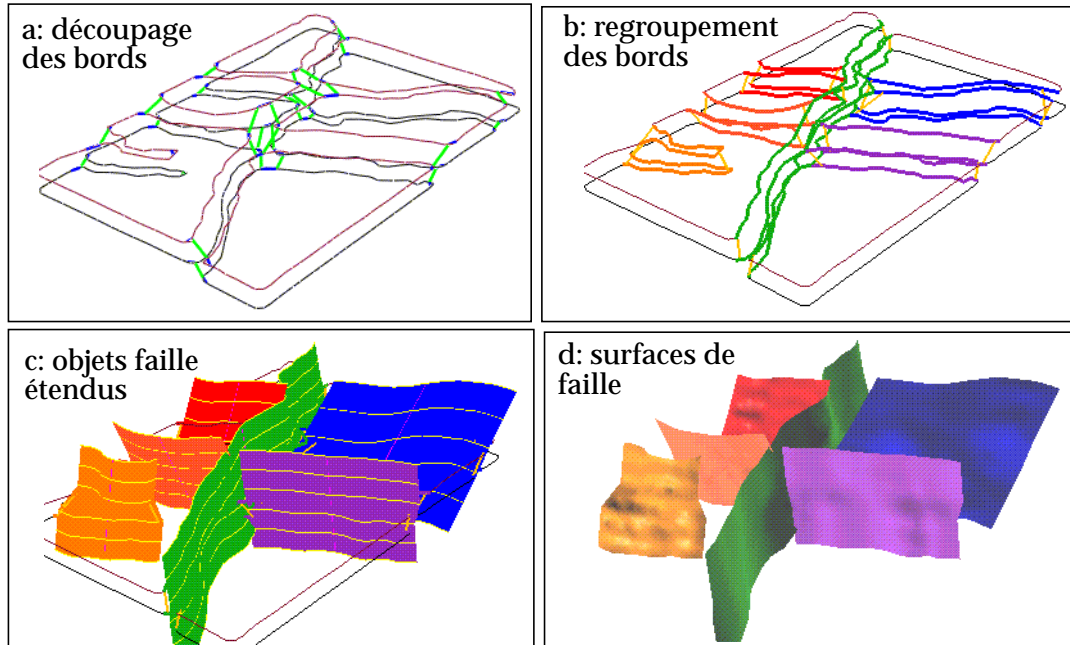 a: découpage
des bords
b: regroupement
des bords
c: objets faille
étendus
d: surfaces de
faille